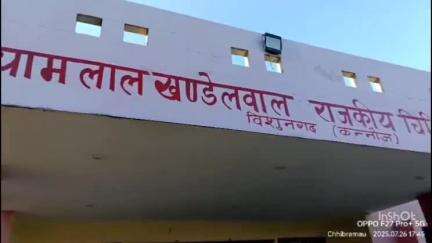 लाल खण्डेलवाल राजकीय
विशुनगढ़ (कन्नौज)
InShOt
OPPO F27 Pro+ 5G
Chhibramau 2025.07.26 17:45